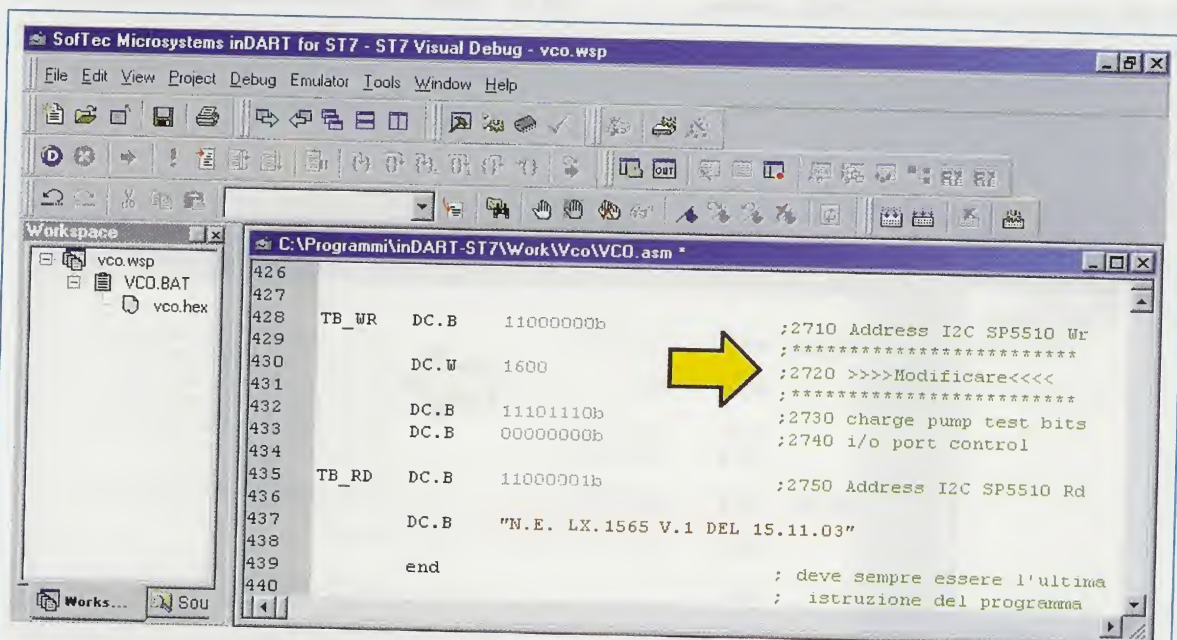 SofTec Microsystems inDART for ST7 - ST7 Visual Debug - vco.wsp
File Edit View Project Debug Emulator Tools Window Help
Workspace
vco.wsp
VCO.BAT
vco.hex
Works... Sou
C:\Programmi\inDART-ST7\Work\Vco\VCO.asm *
426
427
428 TB_WR DC.B 11000000b ;2710 Address I2C SP5510 Wr
429 ;*************************
430 DC.W 1600 ;2720 >>>>Modificare<<<<
431 ;*************************
432 DC.B 11101110b ;2730 charge pump test bits
433 DC.B 00000000b ;2740 i/o port control
434
435 TB_RD DC.B 11000001b ;2750 Address I2C SP5510 Rd
436
437 DC.B "N.E. LX.1565 V.1 DEL 15.11.03"
438
439 end ; deve sempre essere l'ultima
440 ; istruzione del programma